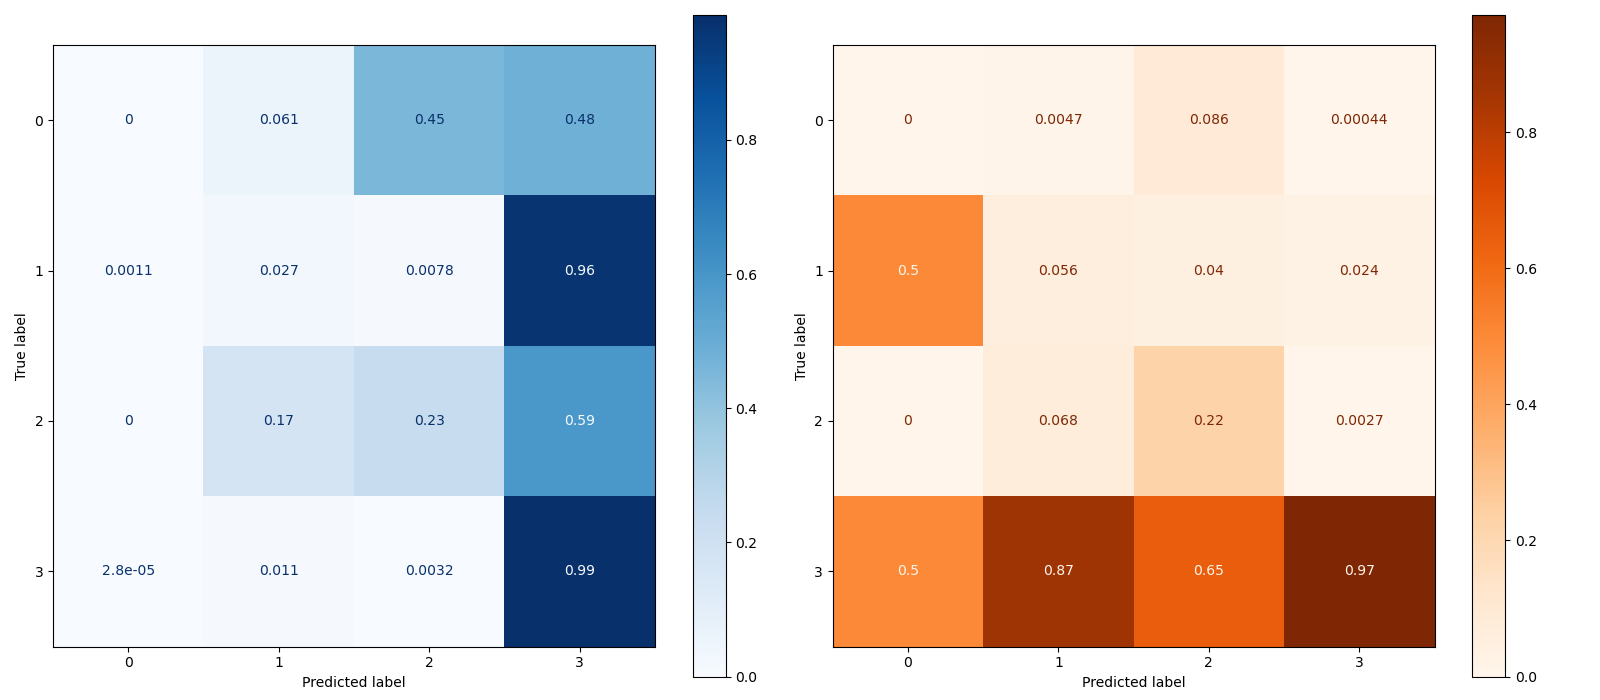 0 0.061 0.45 0.48
0.0011 0.027 0.0078 0.96
0 0.17 0.23 0.59
2.8e-05 0.011 0.0032 0.99
0
1
2
3
True label
0 1 2 3
Predicted label
0.8
0.6
0.4
0.2
0.0
0 0.0047 0.086 0.00044
0.5 0.056 0.04 0.024
0 0.068 0.22 0.0027
0.5 0.87 0.65 0.97
0
1
2
3
True label
0 1 2 3
Predicted label
0.8
0.6
0.4
0.2
0.0